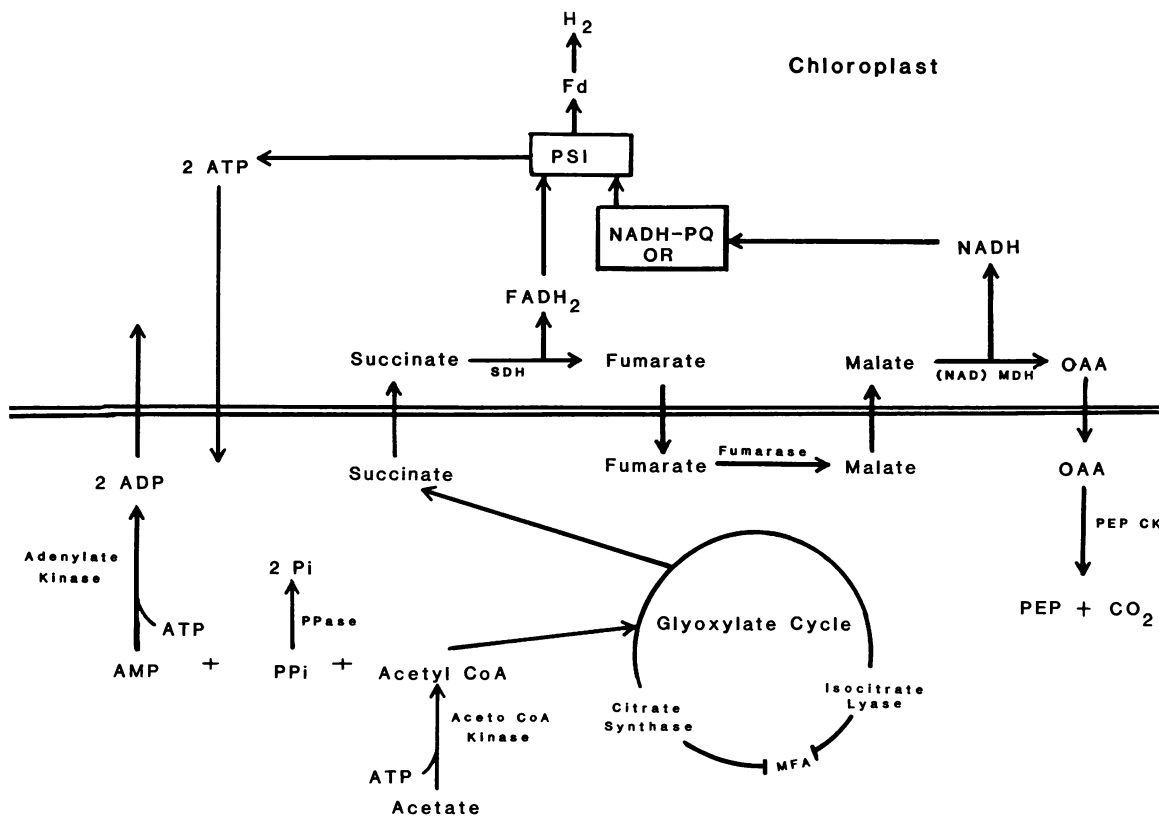 H2
Chloroplast
Fd
PSI
2 ATP
NADH-PQ
OR
NADH
FADH2
Succinate
SDH
Fumarate
Malate
(NAD) MDH
OAA
Succinate
Fumarate
Fumarase
Malate
OAA
2 ADP
PEP CK
Adenylate
Kinase
2 Pi
PPase
ATP
Glyoxylate Cycle
PEP + CO2
AMP
+
PPi
+
Acetyl CoA
Isocitrate
Lyase
Citrate
Synthase
Aceto CoA
Kinase
MFA
ATP
Acetate